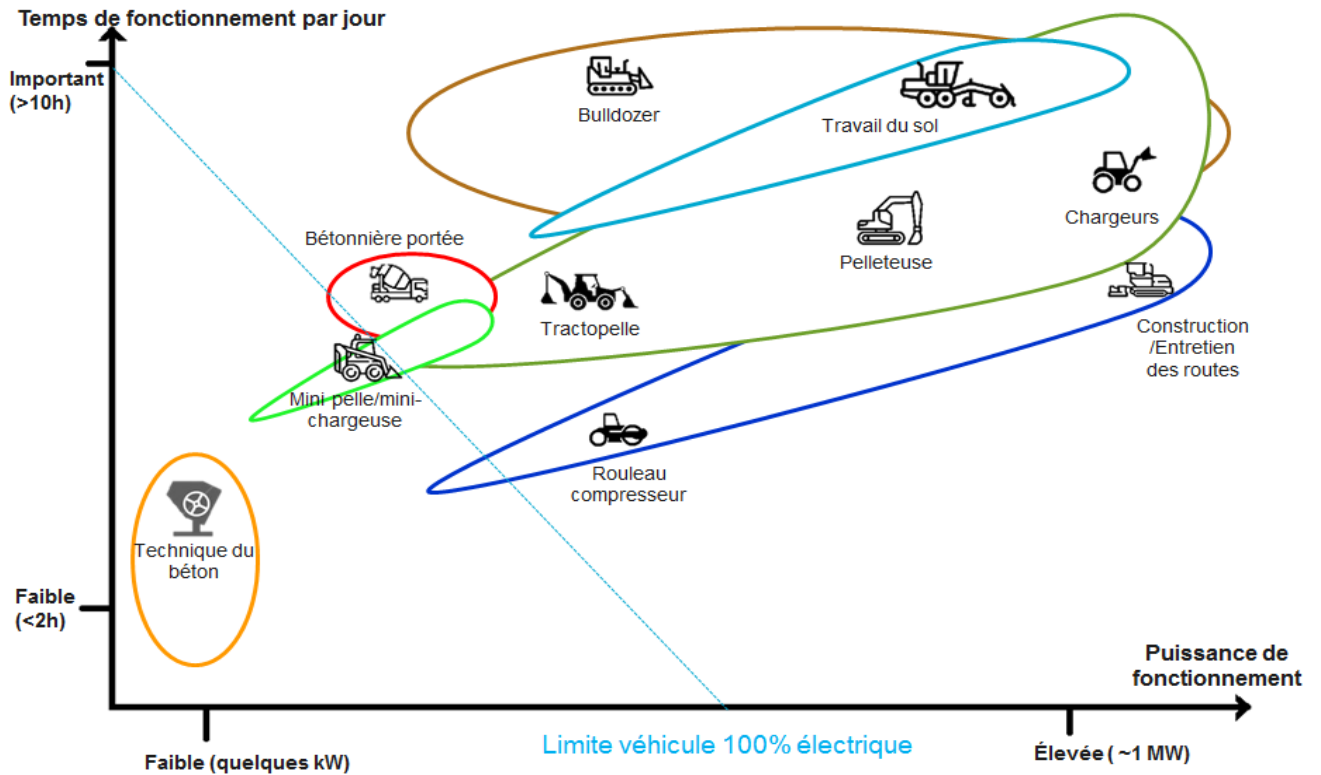 Temps de fonctionnement par jour
Important
(>10h)
Bulldozer
Travail du sol
Chargeurs
Bétonnière portée
Pelleteuse
Tractopelle
Construction
/Entretien
des routes
Mini pelle/mini-
chargeuse
Rouleau
compresseur
Technique du
béton
Faible
(<2h)
Puissance de
fonctionnement
Limite véhicule 100% électrique
Faible (quelques kW)
Élevée ( ~1 MW)